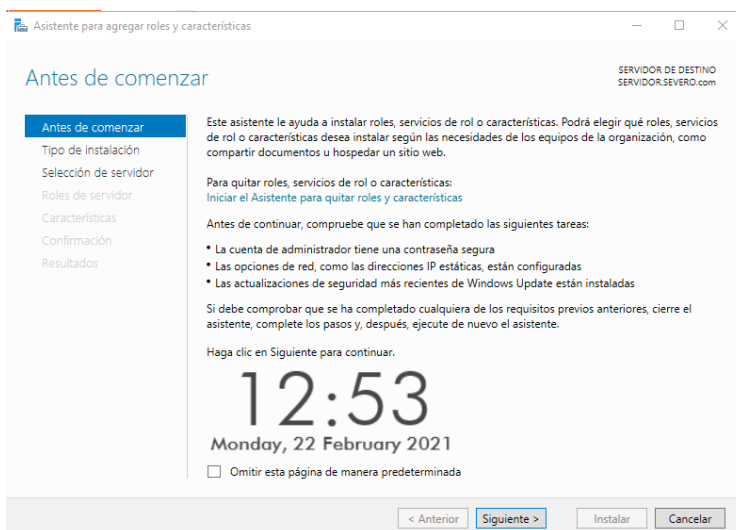 Asistente para agregar roles y características
Antes de comenzar
SERVIDOR DE DESTINO
SERVIDOR.SEVERO.com
Antes de comenzar
Tipo de instalación
Selección de servidor
Roles de servidor
Características
Confirmación
Resultados
Este asistente le ayuda a instalar roles, servicios de rol o características. Podrá elegir qué roles, servicios
de rol o características desea instalar según las necesidades de los equipos de la organización, como
compartir documentos u hospedar un sitio web.
Para quitar roles, servicios de rol o características:
Iniciar el Asistente para quitar roles y características
Antes de continuar, compruebe que se han completado las siguientes tareas:
• La cuenta de administrador tiene una contraseña segura
• Las opciones de red, como las direcciones IP estáticas, están configuradas
• Las actualizaciones de seguridad más recientes de Windows Update están instaladas
Si debe comprobar que se ha completado cualquiera de los requisitos previos anteriores, cierre el
asistente, complete los pasos y, después, ejecute de nuevo el asistente.
Haga clic en Siguiente para continuar.
12:53
Monday, 22 February 2021
Omitir esta página de manera predeterminada
< Anterior Siguiente > Instalar Cancelar